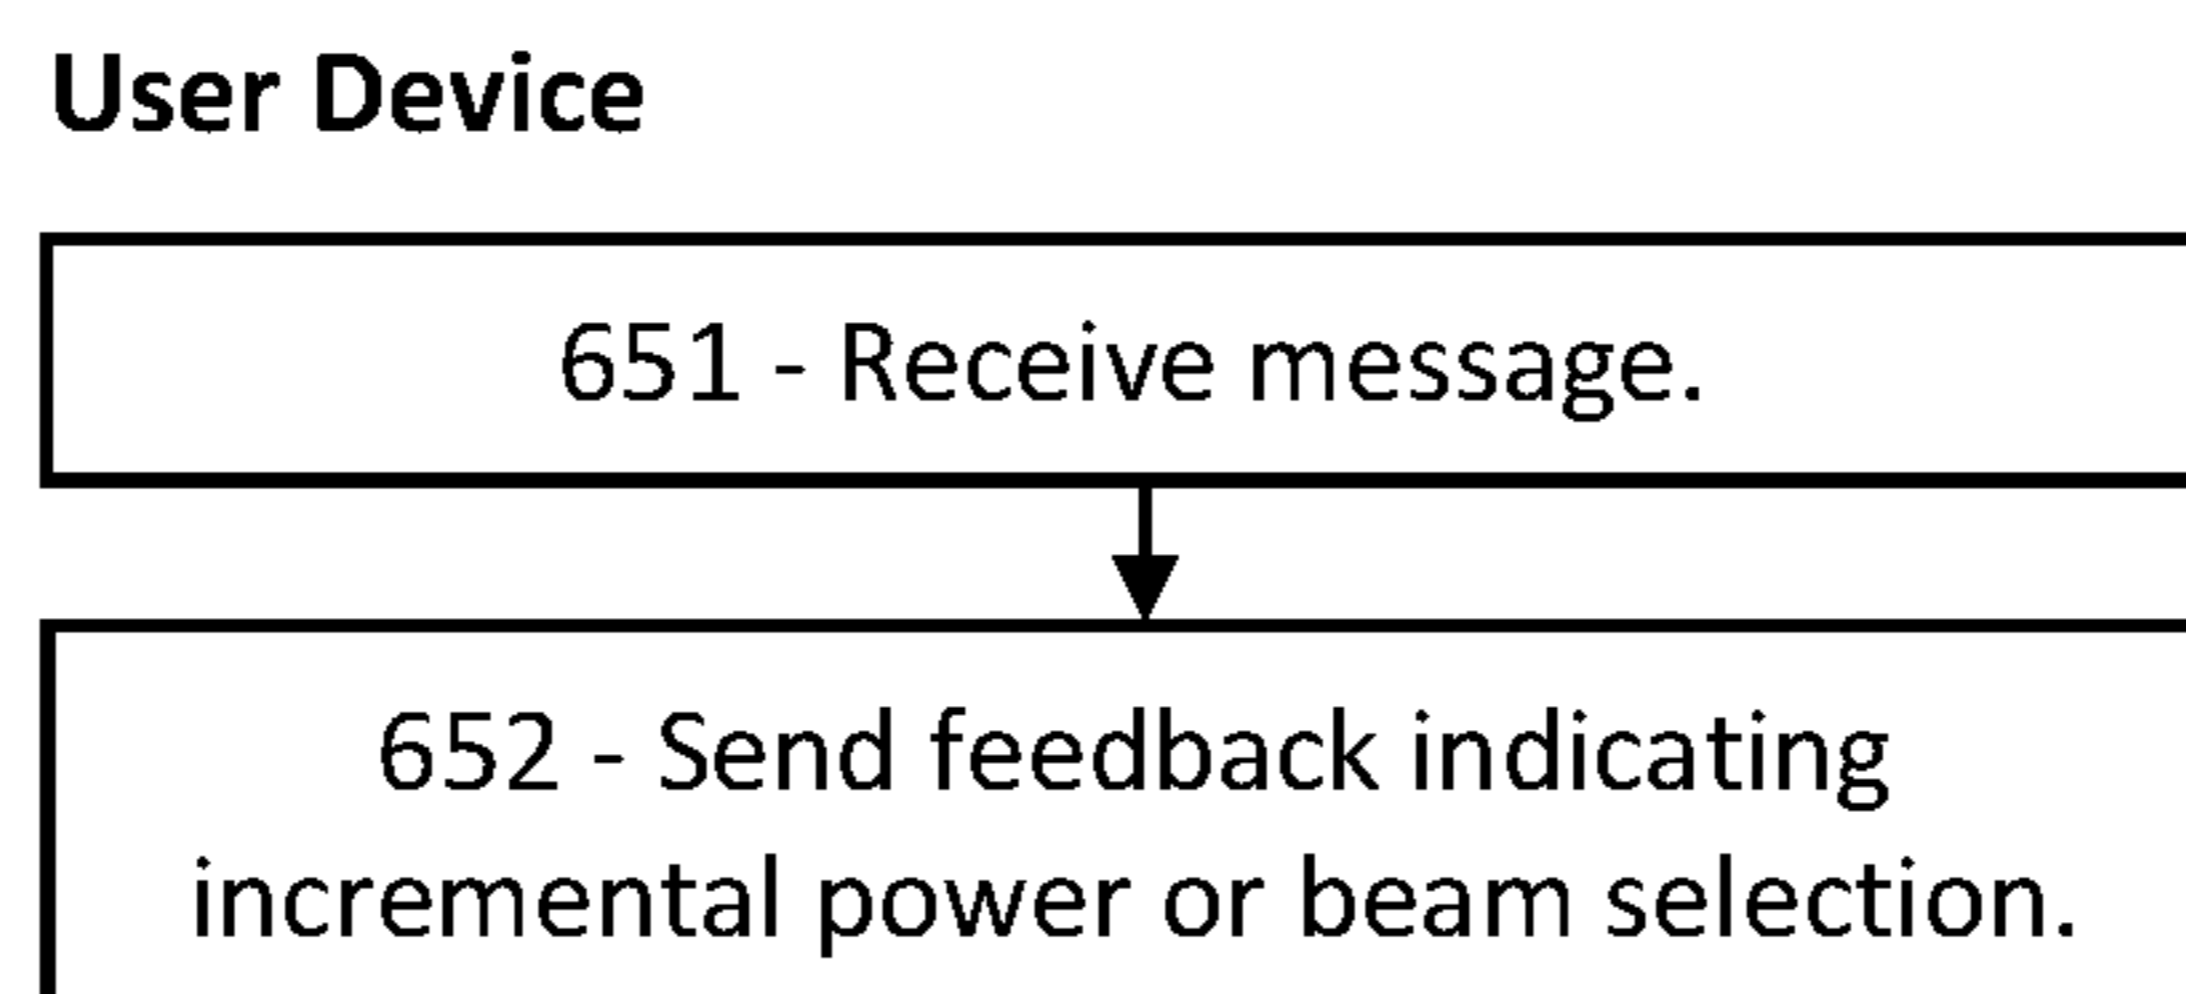 User Device
651 - Receive message.
652 - Send feedback indicating
incremental power or beam selection.